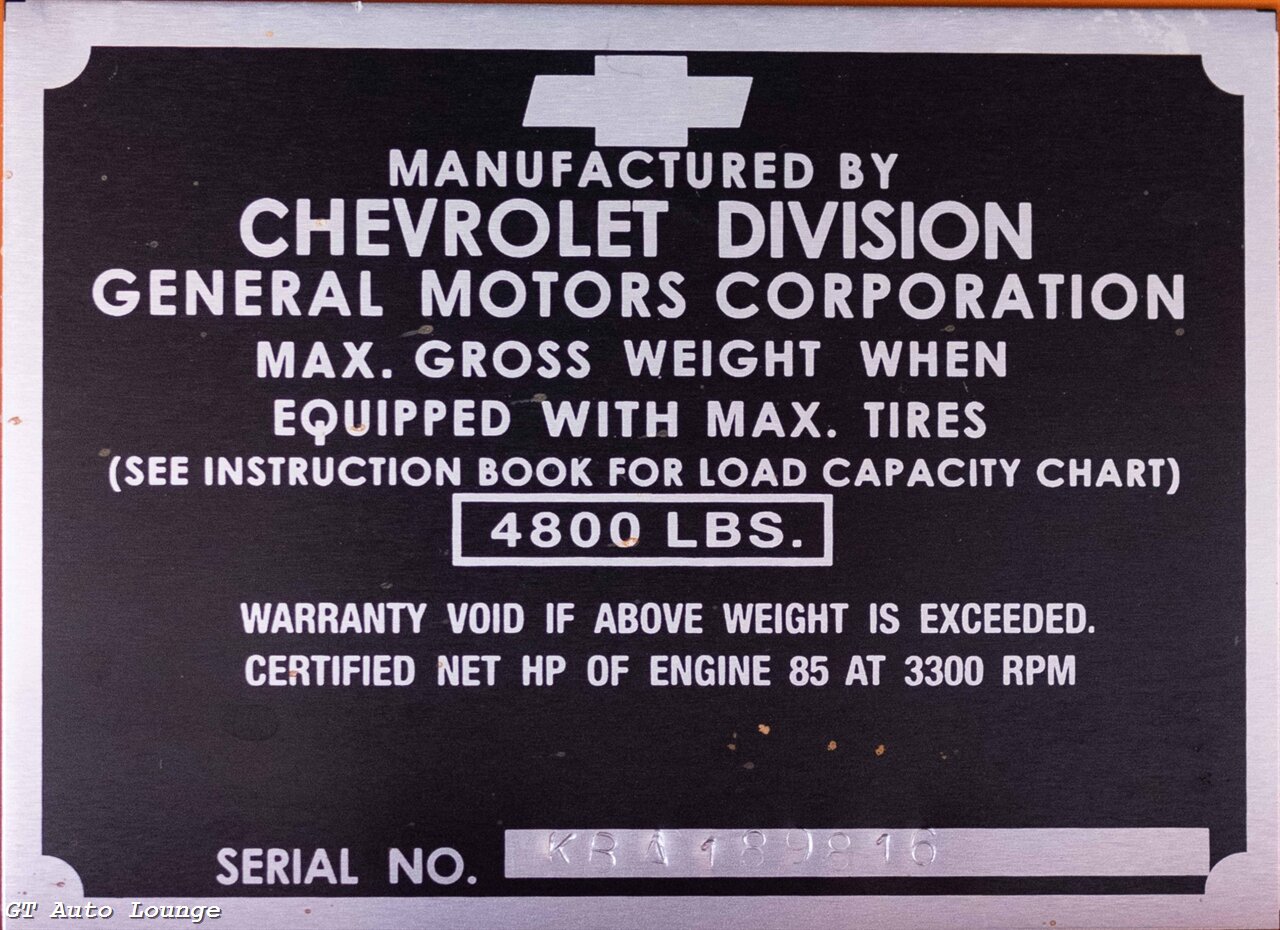 MANUFACTURED BY
CHEVROLET DIVISION
GENERAL MOTORS CORPORATION
MAX. GROSS WEIGHT WHEN
EQUIPPED WITH MAX. TIRES
(SEE INSTRUCTION BOOK FOR LOAD CAPACITY CHART)
4800 LBS.
WARRANTY VOID IF ABOVE WEIGHT IS EXCEEDED.
CERTIFIED NET HP OF ENGINE 85 AT 3300 RPM
SERIAL NO. KRA189816
GT Auto Lounge